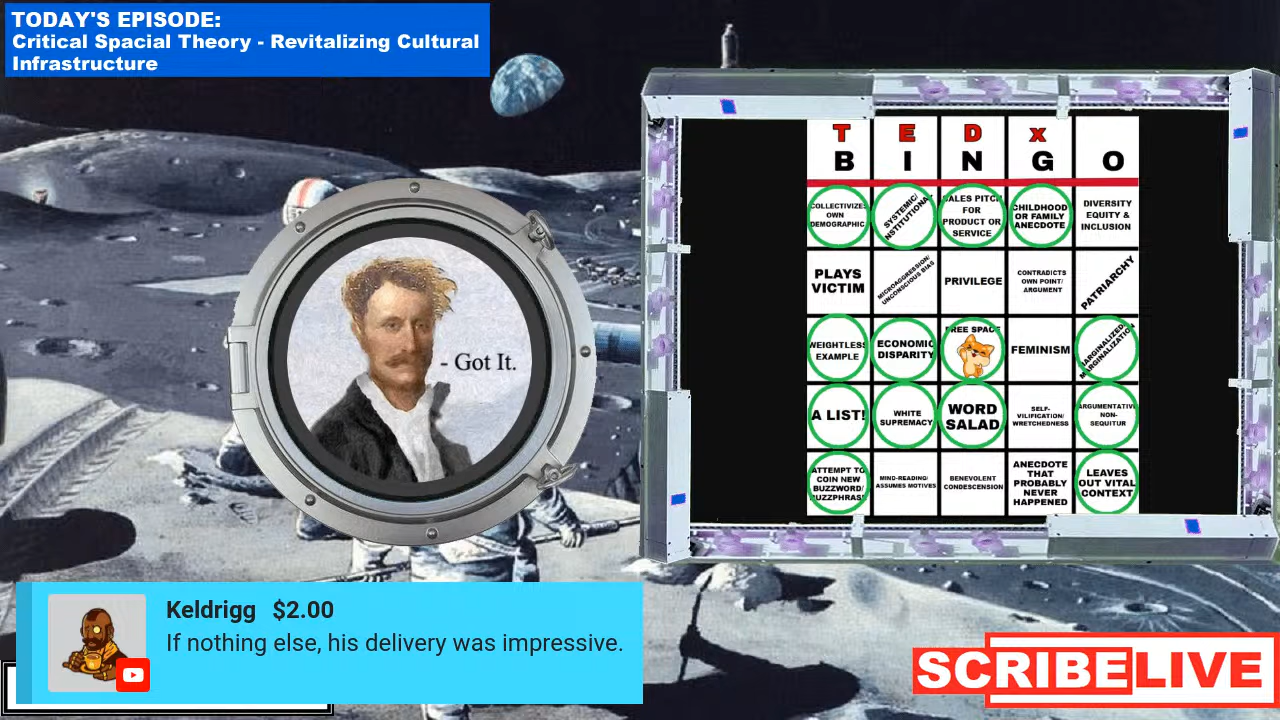 TODAY'S EPISODE:
Critical Spacial Theory - Revitalizing Cultural
Infrastructure
T E D x
B I N G O
COLLECTIVIZES
OWN
DEMOGRAPHIC
SYSTEMIC/
INSTITUTIONAL
SALES PITCH
FOR
PRODUCT OR
SERVICE
CHILDHOOD
OR FAMILY
ANECDOTE
DIVERSITY
EQUITY &
INCLUSION
PLAYS
VICTIM
MICROAGGRESSION/
UNCONSCIOUS BIAS
PRIVILEGE
CONTRADICTS
OWN POINT/
ARGUMENT
PATRIARCHY
WEIGHTLESS
EXAMPLE
ECONOMIC
DISPARITY
FREE SPACE
FEMINISM
MARGINALIZED/
MARGINALIZATION
A LIST!
WHITE
SUPREMACY
WORD
SALAD
SELF-
VILIFICATION/
WRETCHEDNESS
ARGUMENTATIVE
NON-
SEQUITUR
ATTEMPT TO
COIN NEW
BUZZWORD/
BUZZPHRASE
MIND-READING/
ASSUMES MOTIVES
BENEVOLENT
CONDESCENSION
ANECDOTE
THAT
PROBABLY
NEVER
HAPPENED
LEAVES
OUT VITAL
CONTEXT
- Got It.
Keldrigg $2.00
If nothing else, his delivery was impressive.
SCRIBELIVE